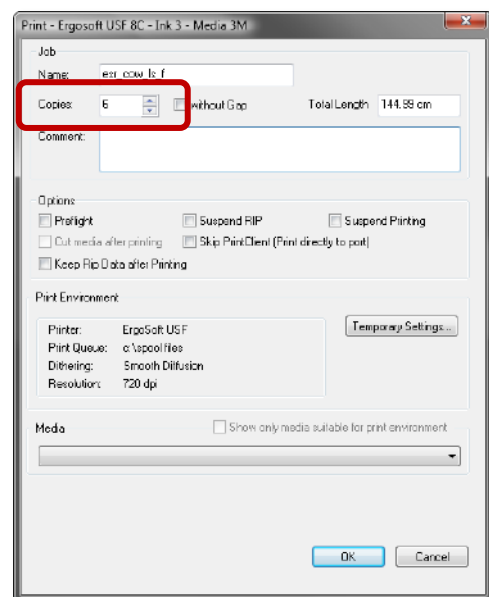 Print - Ergosoft USF 8C - Ink 3 - Media 3M
Job
Name: esr_cow_ls_f
Copies: 6 without Gap Total Length 144.99 cm
Comment:
Options
Preflight Suspend RIP Suspend Printing
Cut media after printing Skip PrintClient (Print directly to port)
Keep Rip Data after Printing
Print Environment
Printer: ErgoSoft USF Temporary Settings...
Print Queue: c:\spoolfiles
Dithering: Smooth Diffusion
Resolution: 720 dpi
Media Show only media suitable for print environment
OK Cancel